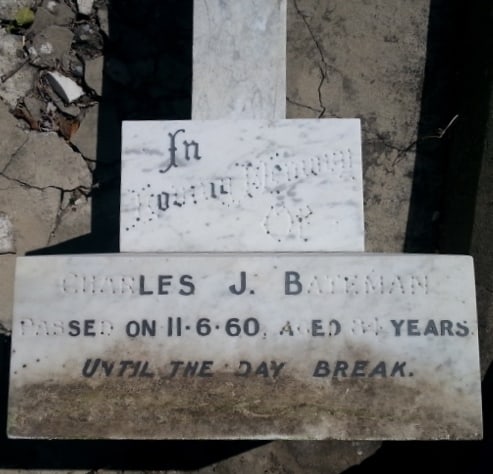 In
Loving Memory
Of
CHARLES J. BATEMAN
PASSED ON 11·6·60, AGED YEARS
UNTIL THE DAY BREAK.